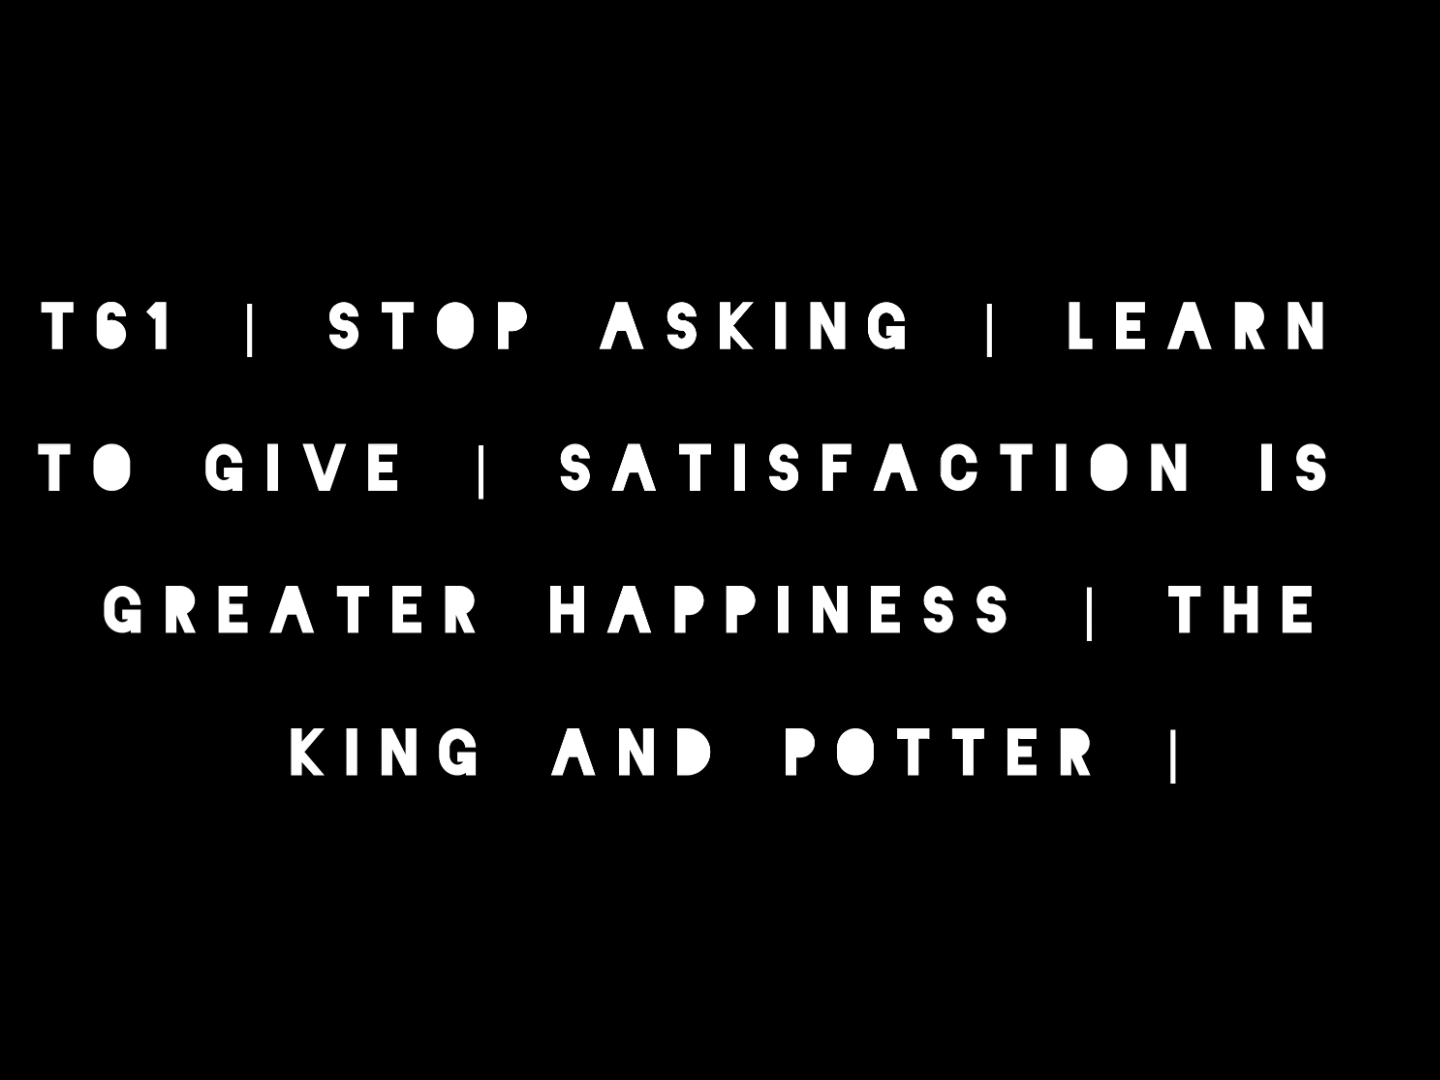 T61 | STOP ASKING | LEARN
TO GIVE | SATISFACTION IS
GREATER HAPPINESS | THE
KING AND POTTER |